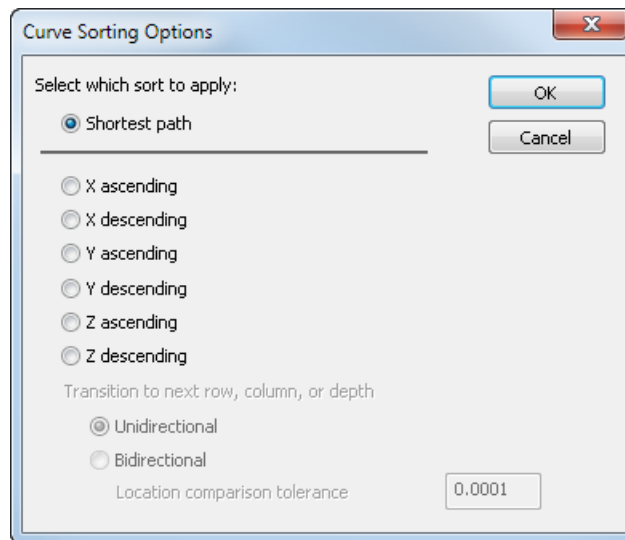 Curve Sorting Options
Select which sort to apply:
OK
Shortest path
Cancel
X ascending
X descending
Y ascending
Y descending
Z ascending
Z descending
Transition to next row, column, or depth
Unidirectional
Bidirectional
Location comparison tolerance 0.0001